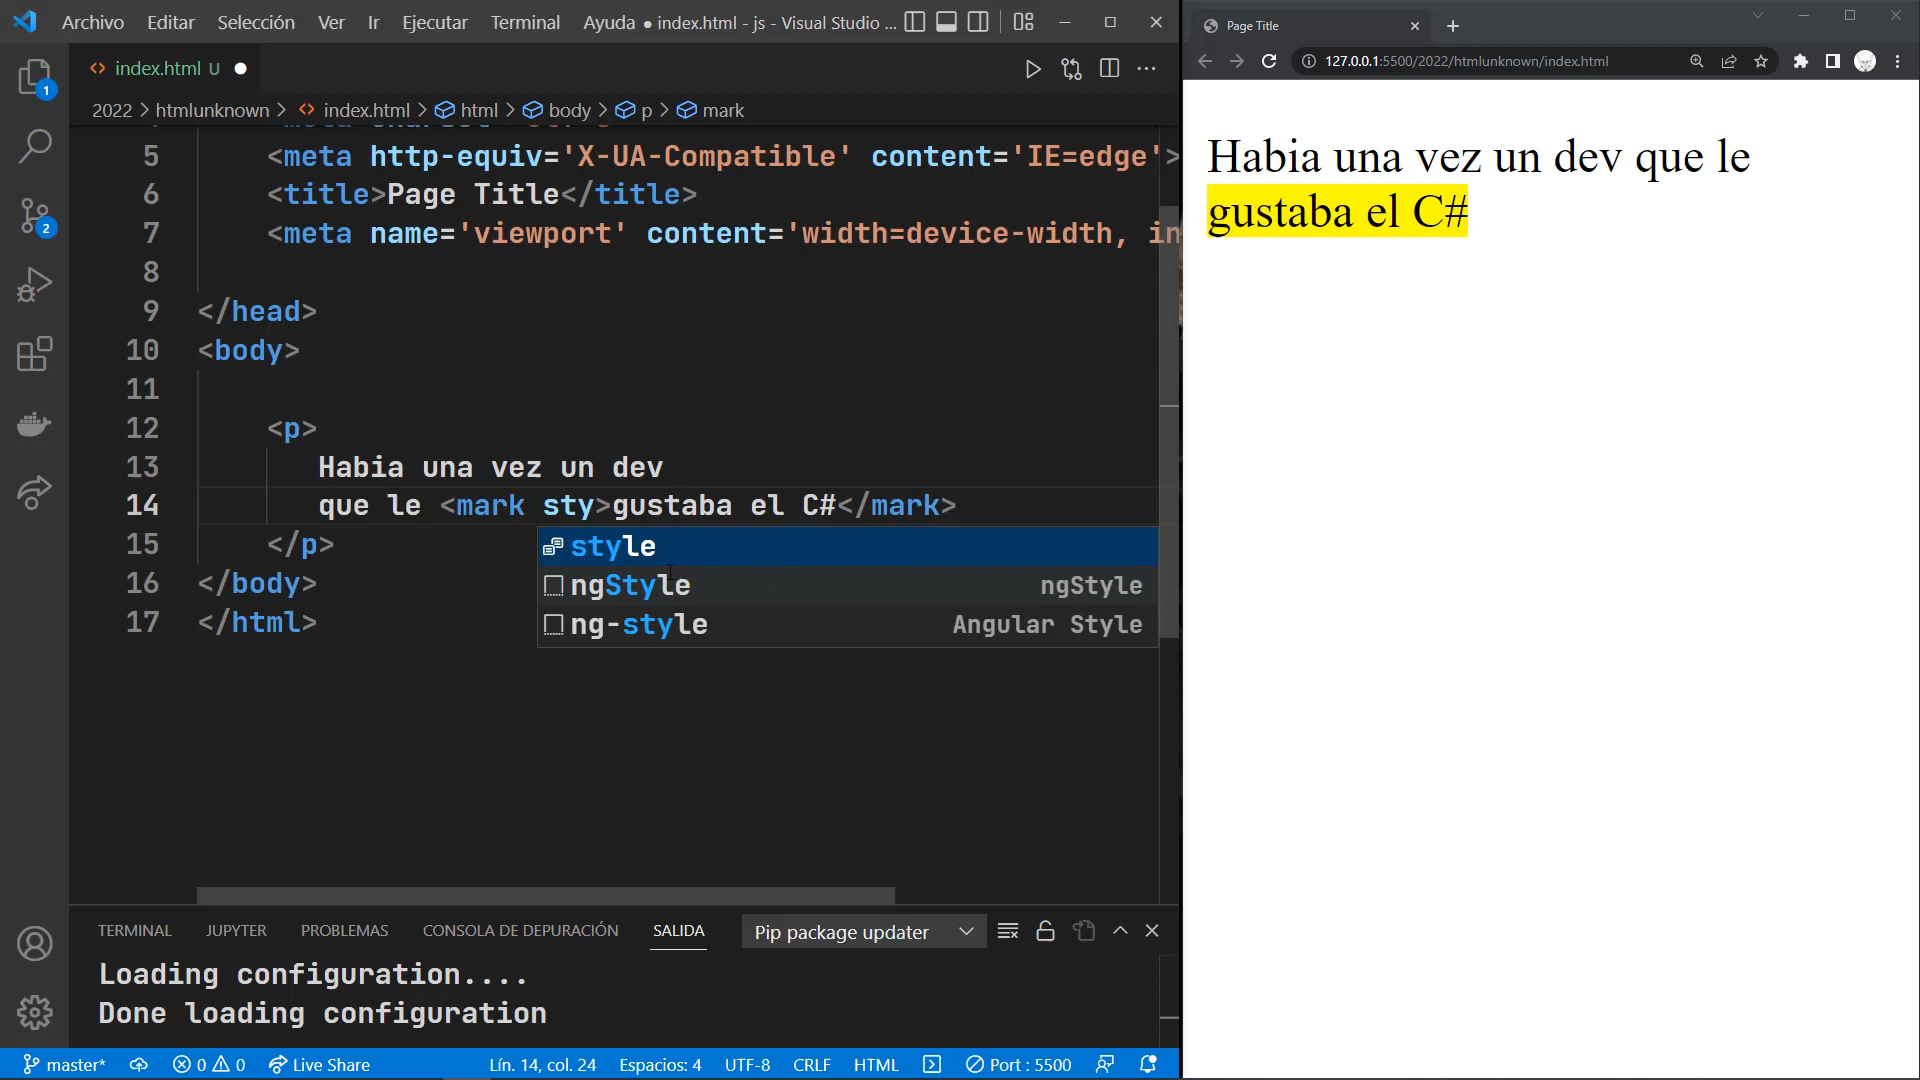 Archivo Editar Selección Ver Ir Ejecutar Terminal Ayuda ● index.html - js - Visual Studio ...
index.html U
2022 > htmlunknown > index.html > html > body > p > mark
5 <meta http-equiv='X-UA-Compatible' content='IE=edge'>
6 <title>Page Title</title>
7 <meta name='viewport' content='width=device-width, in
8
9 </head>
10 <body>
11
12 <p>
13 Habia una vez un dev
14 que le <mark sty>gustaba el C#</mark>
15 </p>
16 </body>
17 </html>
style
ngStyle ngStyle
ng-style Angular Style
TERMINAL JUPYTER PROBLEMAS CONSOLA DE DEPURACIÓN SALIDA Pip package updater
Loading configuration....
Done loading configuration
master* 0 0 Live Share Lín. 14, col. 24 Espacios: 4 UTF-8 CRLF HTML Port : 5500
1
2
Page Title
127.0.0.1:5500/2022/htmlunknown/index.html
Habia una vez un dev que le
gustaba el C#